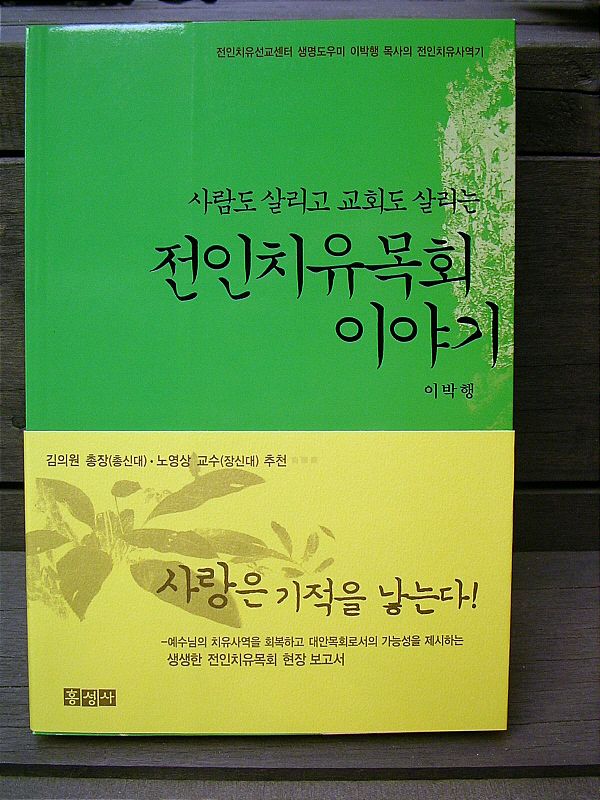 전인치유선교센터 생명도우미 이박행 목사의 전인치유사역기
사람도 살리고 교회도 살리는
전인치유목회
이야기
이박행
김의원 총장(총신대)·노영상 교수(장신대) 추천
사랑은 기적을 낳는다!
-예수님의 치유사역을 회복하고 대안목회로서의 가능성을 제시하는
생생한 전인치유목회 현장 보고서
홍성사